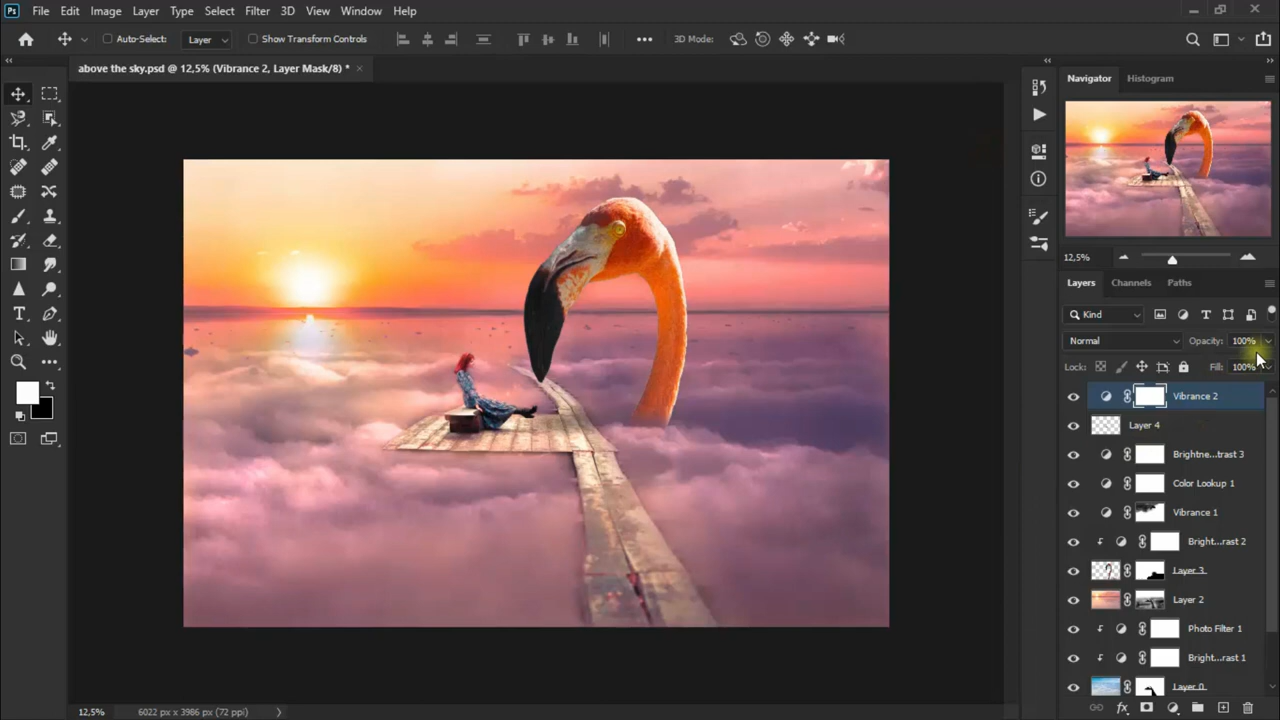 Ps File Edit Image Layer Type Select Filter 3D View Window Help
Auto-Select: Layer Show Transform Controls 3D Mode:
above the sky.psd @ 12,5% (Vibrance 2, Layer Mask/8) *
Navigator Histogram
12,5%
Layers Channels Paths
Kind
Normal Opacity: 100%
Lock: Fill: 100%
Vibrance 2
Layer 4
Brightne...trast 3
Color Lookup 1
Vibrance 1
Bright...rast 2
Layer 3
Layer 2
Photo Filter 1
Bright...rast 1
Layer 0
12,5% 6022 px x 3986 px (72 ppi)